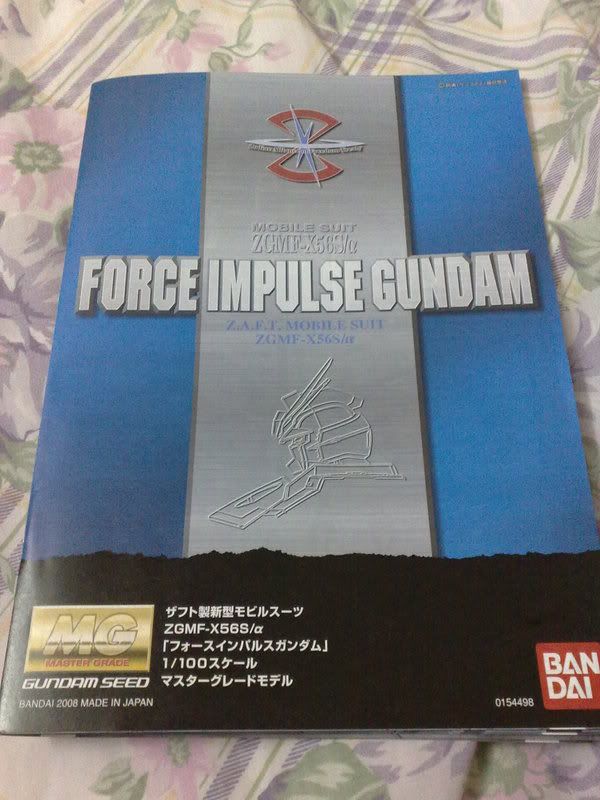 MOBILE SUIT
ZGMF-X56S/α
FORCE IMPULSE GUNDAM
Z.A.F.T. MOBILE SUIT
ZGMF-X56S/α
MG
MASTER GRADE
GUNDAM SEED
BANDAI 2008 MADE IN JAPAN
ザフト製新型モビルスーツ
ZGMF-X56S/α
「フォースインパルスガンダム」
1/100スケール
マスターグレードモデル
0154498
BAN
DAI